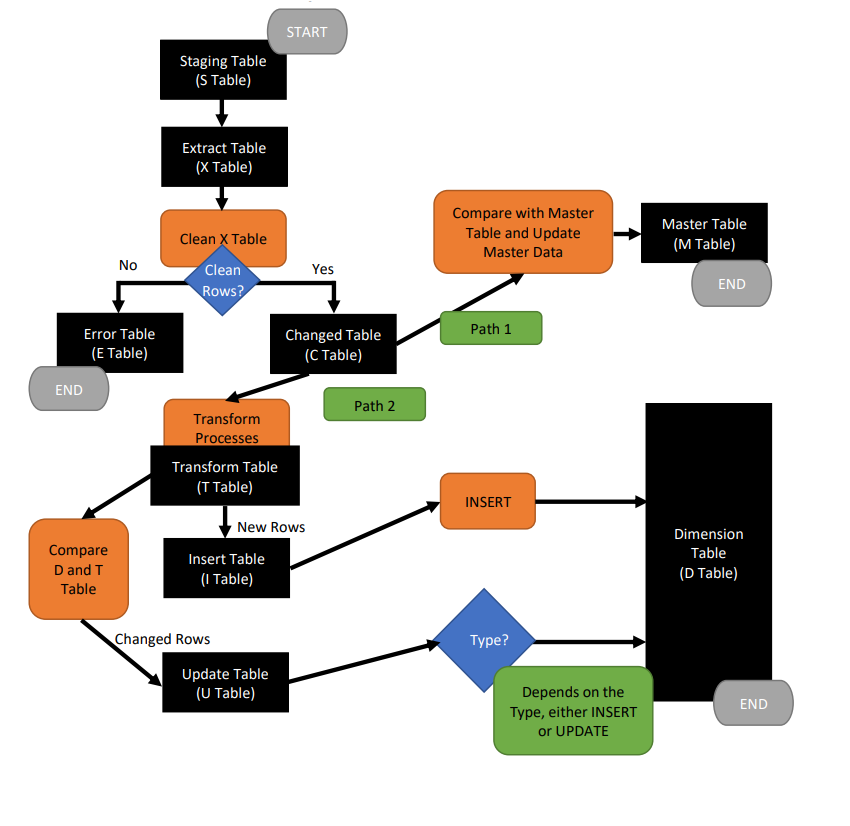 START
Staging Table
(S Table)
Extract Table
(X Table)
Clean X Table
Clean
Rows?
No
Yes
Error Table
(E Table)
END
Changed Table
(C Table)
Compare with Master
Table and Update
Master Data
Master Table
(M Table)
END
Path 1
Path 2
Transform
Processes
Transform Table
(T Table)
New Rows
Insert Table
(I Table)
INSERT
Compare
D and T
Table
Changed Rows
Update Table
(U Table)
Type?
Depends on the
Type, either INSERT
or UPDATE
Dimension
Table
(D Table)
END